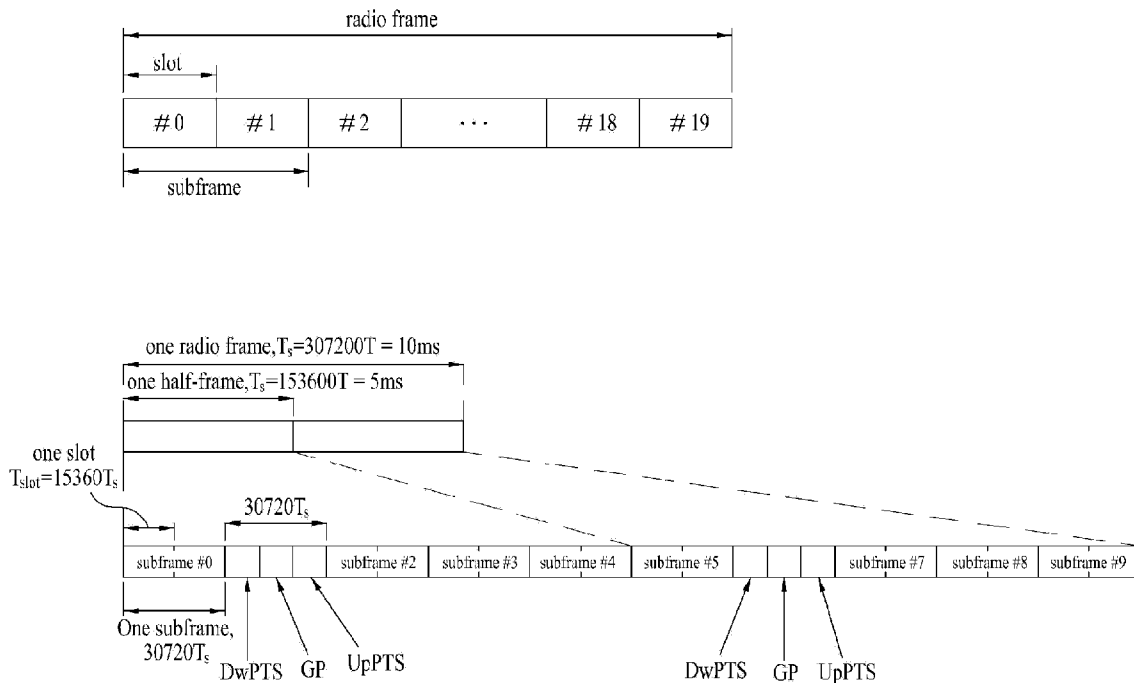 radio frame
slot
#0 #1 #2 ··· #18 #19
subframe
one radio frame,Ts=307200T = 10ms
one half-frame,Ts=153600T = 5ms
one slot
Tslot=15360Ts
30720Ts
subframe #0 subframe #2 subframe #3 subframe #4 subframe #5 subframe #7 subframe #8 subframe #9
One subframe,
30720Ts
DwPTS GP UpPTS DwPTS GP UpPTS